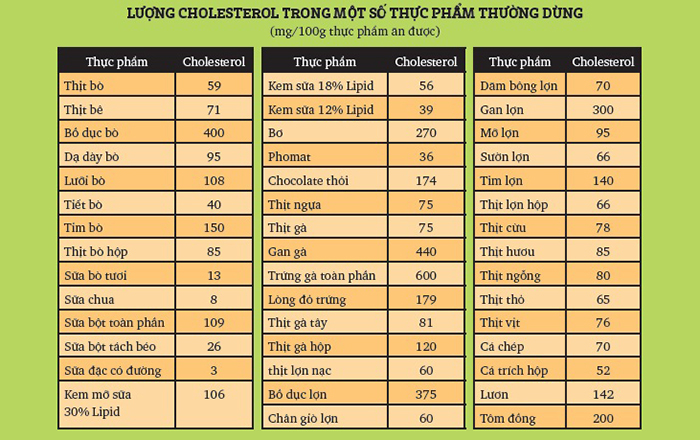 LƯỢNG CHOLESTEROL TRONG MỘT SỐ THỰC PHẨM THƯỜNG DÙNG
(mg/100g thực phẩm ăn được)
Thực phẩm Cholesterol
Thịt bò 59
Thịt bê 71
Bồ dục bò 400
Dạ dày bò 95
Lưỡi bò 108
Tiết bò 40
Tim bò 150
Thịt bò hộp 85
Sữa bò tươi 13
Sữa chua 8
Sữa bột toàn phần 109
Sữa bột tách béo 26
Sữa đặc có đường 3
Kem mỡ sữa 106
30% Lipid
Thực phẩm Cholesterol
Kem sữa 18% Lipid 56
Kem sữa 12% Lipid 39
Bơ 270
Phomat 36
Chocolate thỏi 174
Thịt ngựa 75
Thịt gà 75
Gan gà 440
Trứng gà toàn phần 600
Lòng đỏ trứng 179
Thịt gà tây 81
Thịt gà hộp 120
thịt lợn nạc 60
Bồ dục lợn 375
Chân giò lợn 60
Thực phẩm Cholesterol
Dăm bông lợn 70
Gan lợn 300
Mỡ lợn 95
Sườn lợn 66
Tim lợn 140
Thịt lợn hộp 66
Thịt cừu 78
Thịt hươu 85
Thịt ngỗng 80
Thịt thỏ 65
Thịt vịt 76
Cá chép 70
Cá trích hộp 52
Lươn 142
Tôm đồng 200